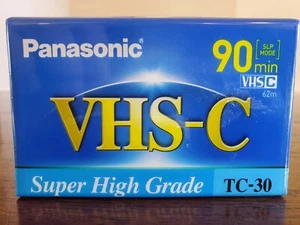 Panasonic
90 min
SLP
MODE
VHS C
62m
VHS-C
Super High Grade
TC-30